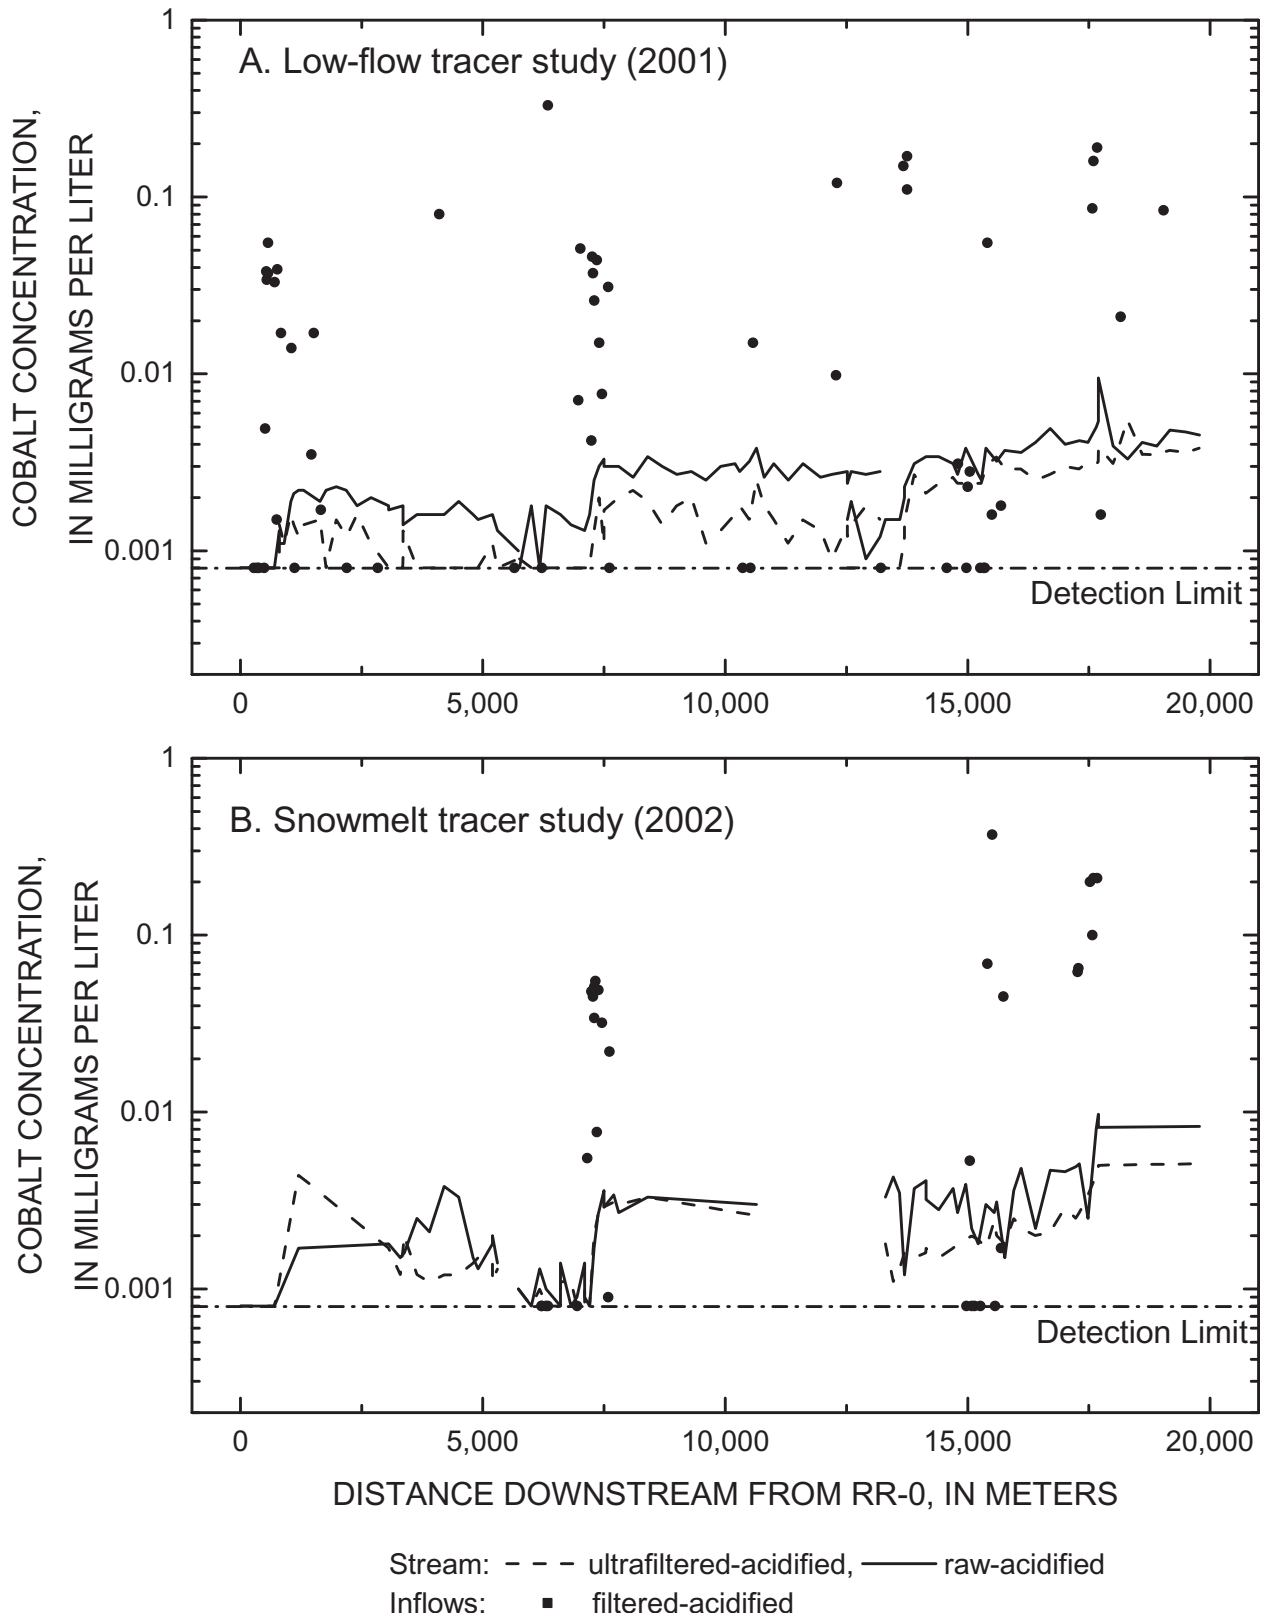 A. Low-flow tracer study (2001)
COBALT CONCENTRATION,
IN MILLIGRAMS PER LITER
1
0.1
0.01
0.001
Detection Limit
0
5,000
10,000
15,000
20,000
B. Snowmelt tracer study (2002)
COBALT CONCENTRATION,
IN MILLIGRAMS PER LITER
1
0.1
0.01
0.001
Detection Limit
0
5,000
10,000
15,000
20,000
DISTANCE DOWNSTREAM FROM RR-0, IN METERS
Stream: ultrafiltered-acidified, raw-acidified
Inflows: filtered-acidified